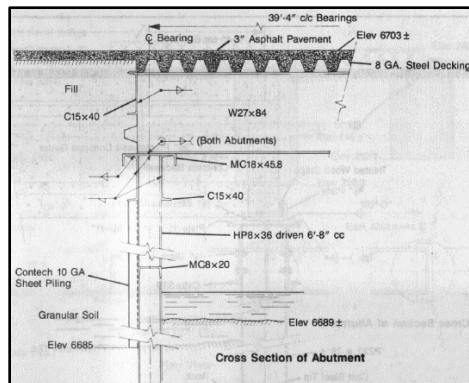 39'-4" c/c Bearings
℄ Bearing
3" Asphalt Pavement
Elev 6703 ±
8 GA. Steel Decking
Fill
C15×40
W27×84
(Both Abutments)
MC18×45.8
C15×40
HP8×36 driven 6'-8" cc
MC8×20
Contech 10 GA
Sheet Piling
Granular Soil
Elev 6689 ±
Elev 6685
Cross Section of Abutment